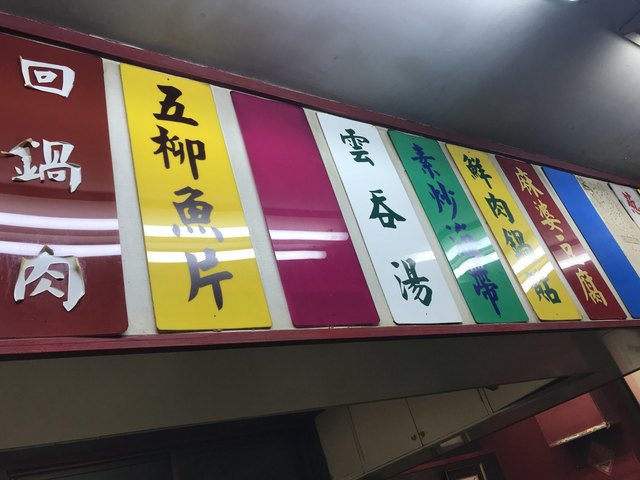 回鍋肉
五柳魚片
雲吞湯
素炒海帶
鮮肉鍋貼
麻婆豆腐